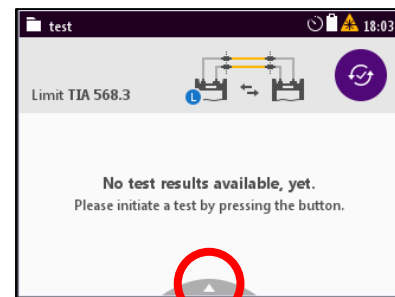 test 18:03
Limit TIA 568.3
L
No test results available, yet.
Please initiate a test by pressing the button.